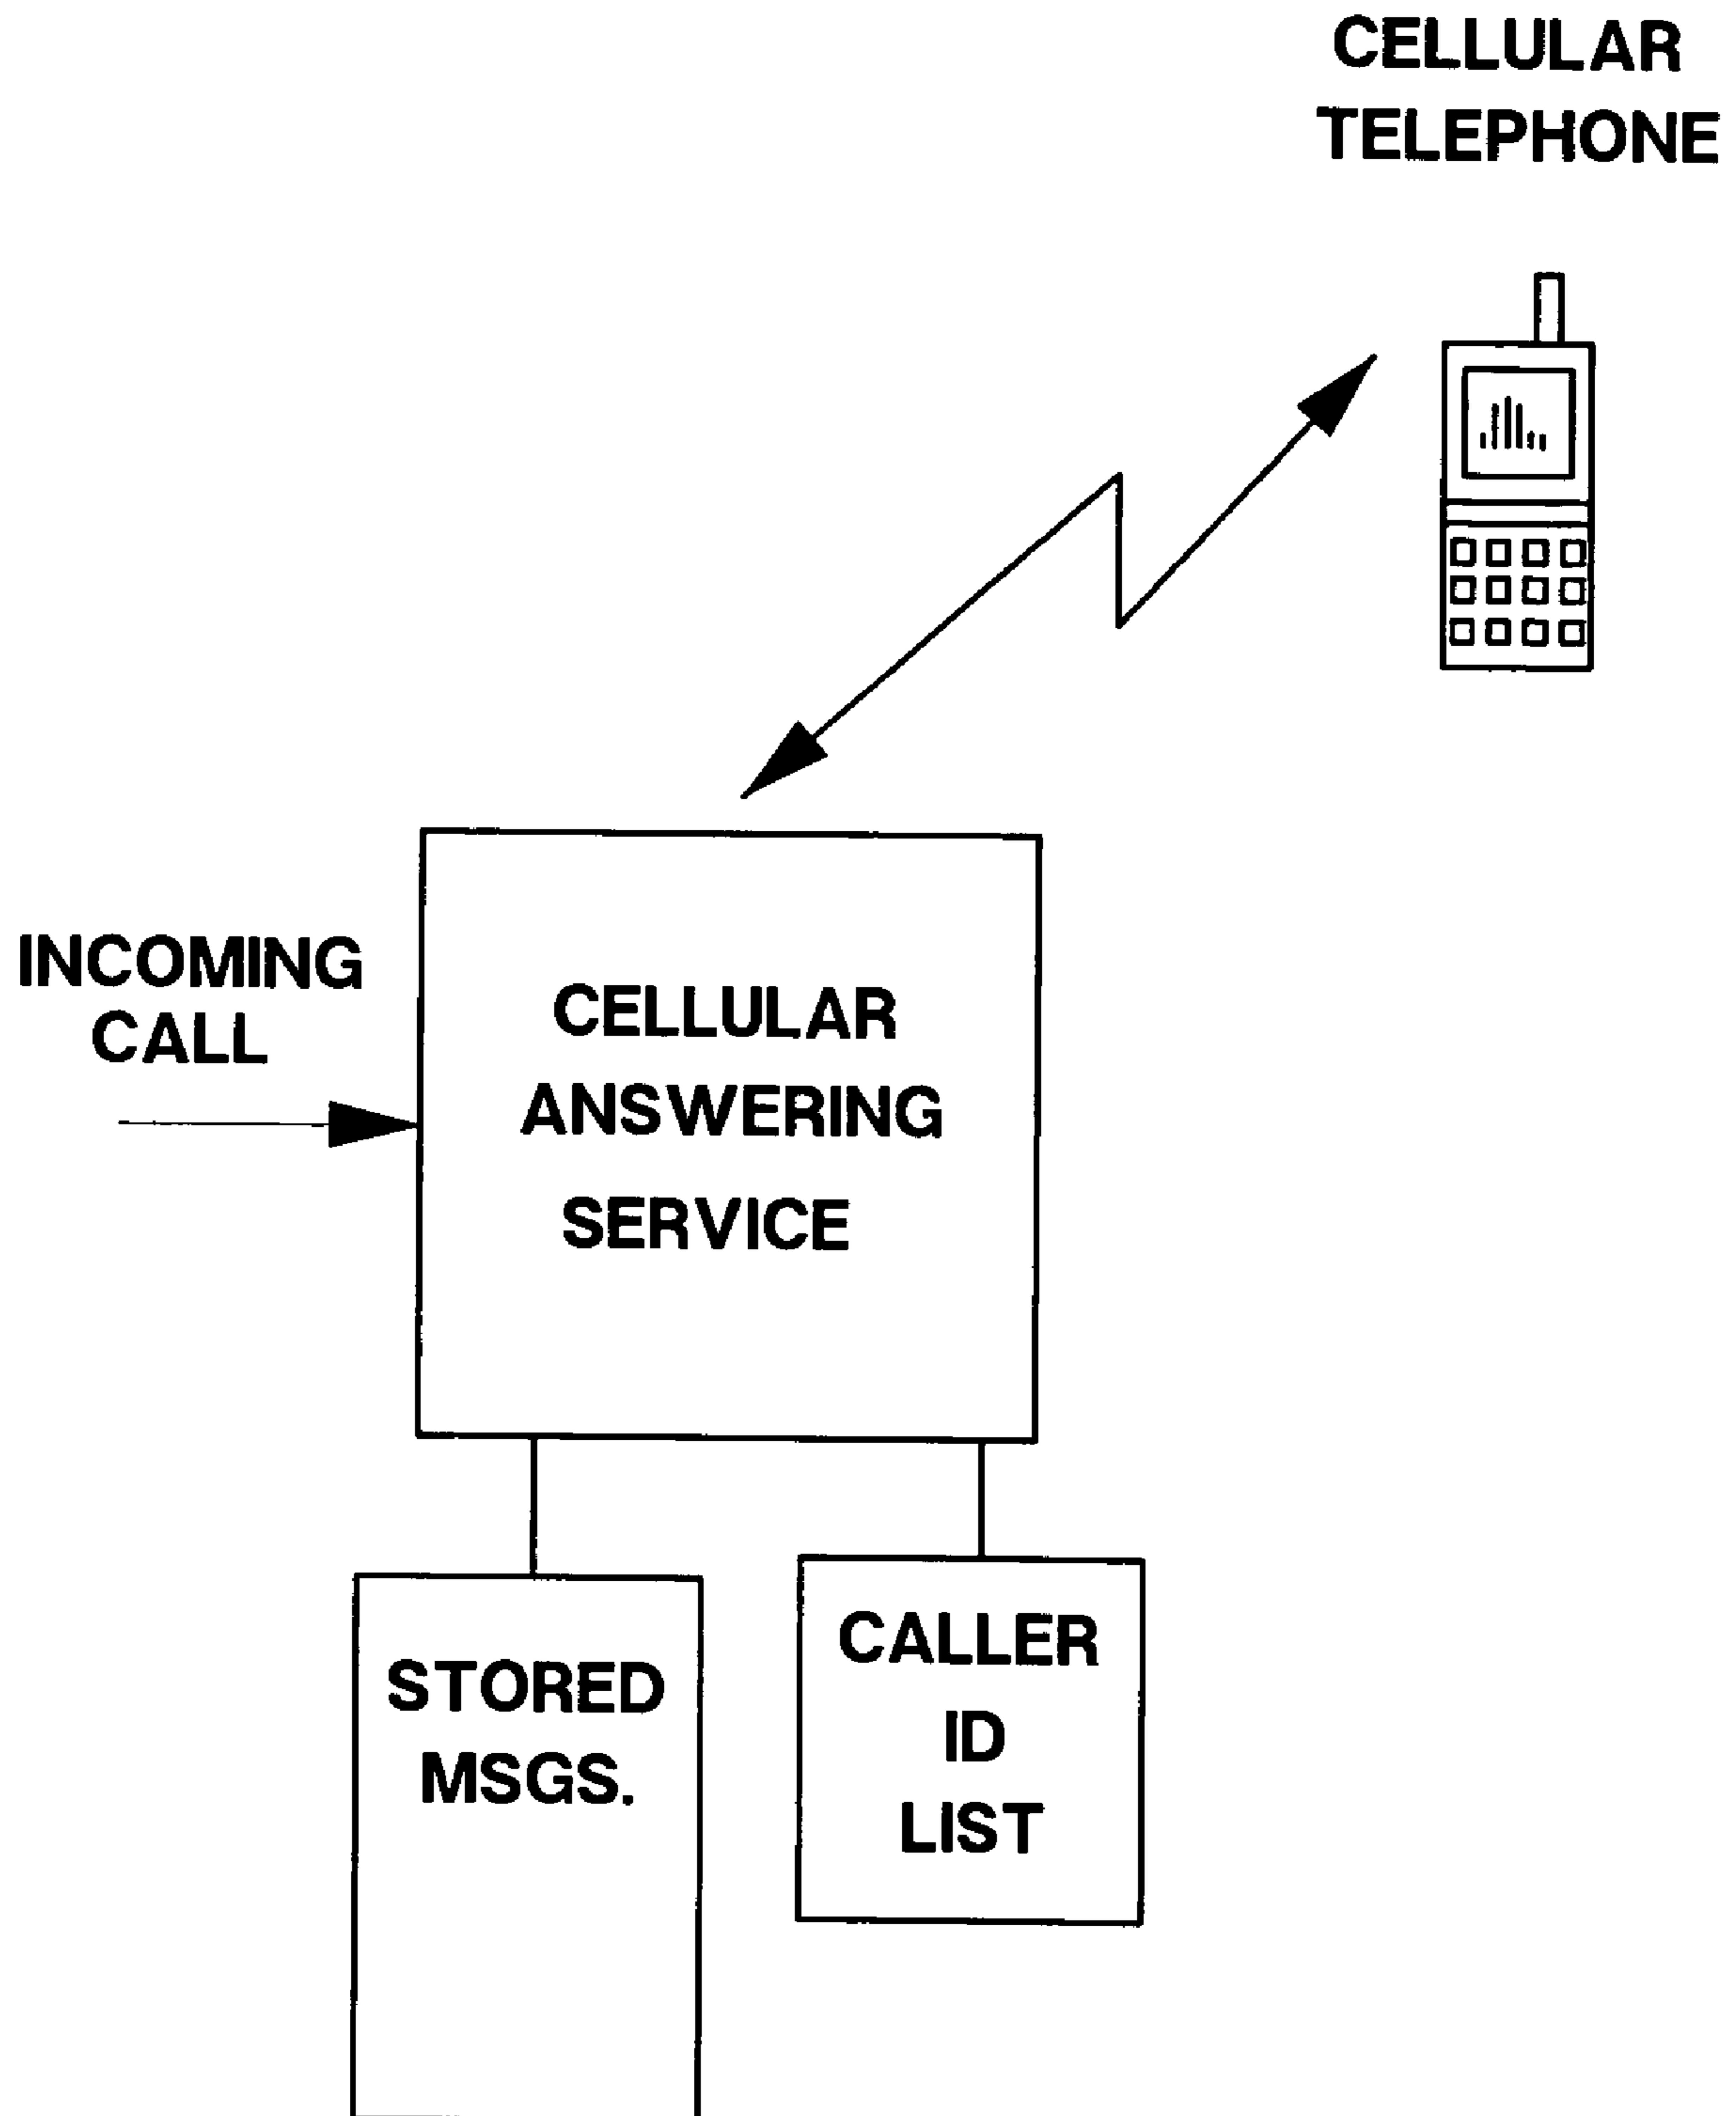 CELLULAR
TELEPHONE
INCOMING
CALL
CELLULAR
ANSWERING
SERVICE
STORED
MSGS.
CALLER
ID
LIST